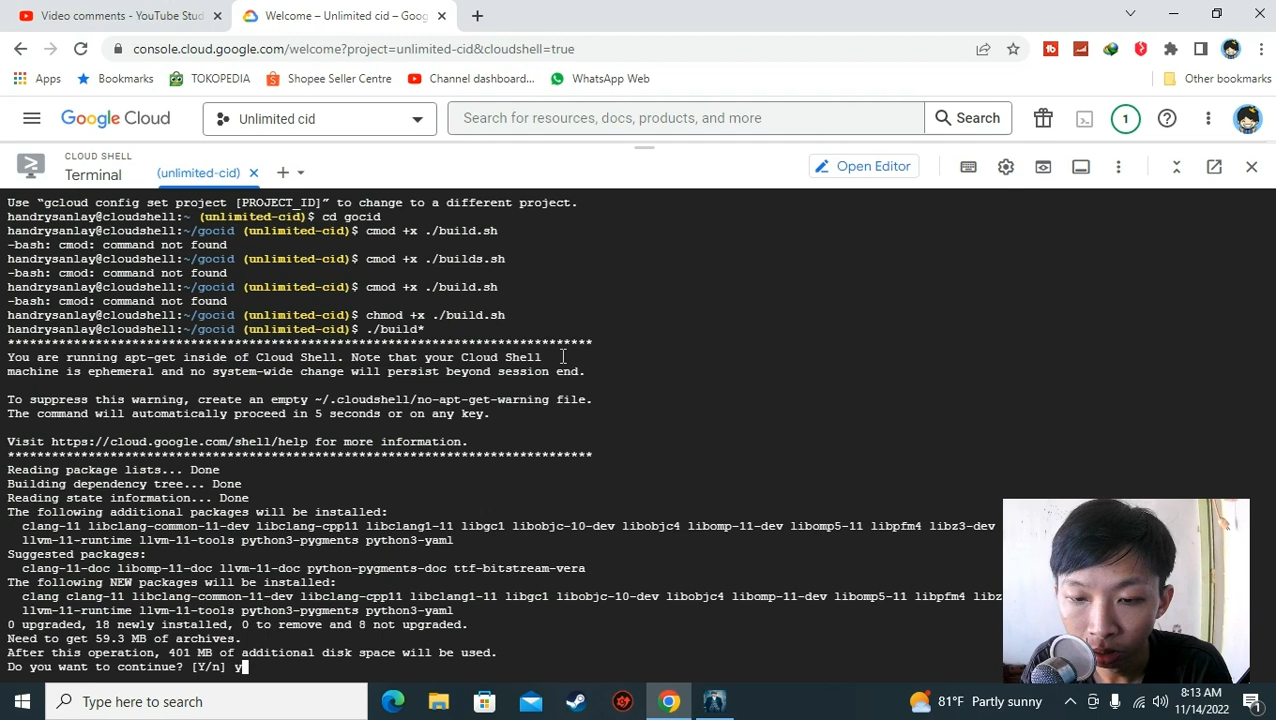 Video comments - YouTube Stud
Welcome – Unlimited cid – Goog
console.cloud.google.com/welcome?project=unlimited-cid&cloudshell=true
Apps
Bookmarks
TOKOPEDIA
Shopee Seller Centre
Channel dashboard...
WhatsApp Web
Other bookmarks
Google Cloud
Unlimited cid
Search for resources, docs, products, and more
Search
1
CLOUD SHELL
Terminal
(unlimited-cid)
Open Editor
Use “gcloud config set project [PROJECT_ID]” to change to a different project.
handrysanlay@cloudshell:~ (unlimited-cid)$ cd gocid
handrysanlay@cloudshell:~/gocid (unlimited-cid)$ cmod +x ./build.sh
-bash: cmod: command not found
handrysanlay@cloudshell:~/gocid (unlimited-cid)$ cmod +x ./builds.sh
-bash: cmod: command not found
handrysanlay@cloudshell:~/gocid (unlimited-cid)$ cmod +x ./build.sh
-bash: cmod: command not found
handrysanlay@cloudshell:~/gocid (unlimited-cid)$ chmod +x ./build.sh
handrysanlay@cloudshell:~/gocid (unlimited-cid)$ ./build*
********************************************************************************
You are running apt-get inside of Cloud Shell. Note that your Cloud Shell
machine is ephemeral and no system-wide change will persist beyond session end.
To suppress this warning, create an empty ~/.cloudshell/no-apt-get-warning file.
The command will automatically proceed in 5 seconds or on any key.
Visit https://cloud.google.com/shell/help for more information.
********************************************************************************
Reading package lists... Done
Building dependency tree... Done
Reading state information... Done
The following additional packages will be installed:
clang-11 libclang-common-11-dev libclang-cpp11 libclang1-11 libgc1 libobjc-10-dev libobjc4 libomp-11-dev libomp5-11 libpfm4 libz3-dev
llvm-11-runtime llvm-11-tools python3-pygments python3-yaml
Suggested packages:
clang-11-doc libomp-11-doc llvm-11-doc python-pygments-doc ttf-bitstream-vera
The following NEW packages will be installed:
clang clang-11 libclang-common-11-dev libclang-cpp11 libclang1-11 libgc1 libobjc-10-dev libobjc4 libomp-11-dev libomp5-11 libpfm4 libz
llvm-11-runtime llvm-11-tools python3-pygments python3-yaml
0 upgraded, 18 newly installed, 0 to remove and 8 not upgraded.
Need to get 59.3 MB of archives.
After this operation, 401 MB of additional disk space will be used.
Do you want to continue? [Y/n] y
Type here to search
81°F Partly sunny
8:13 AM
11/14/2022
1